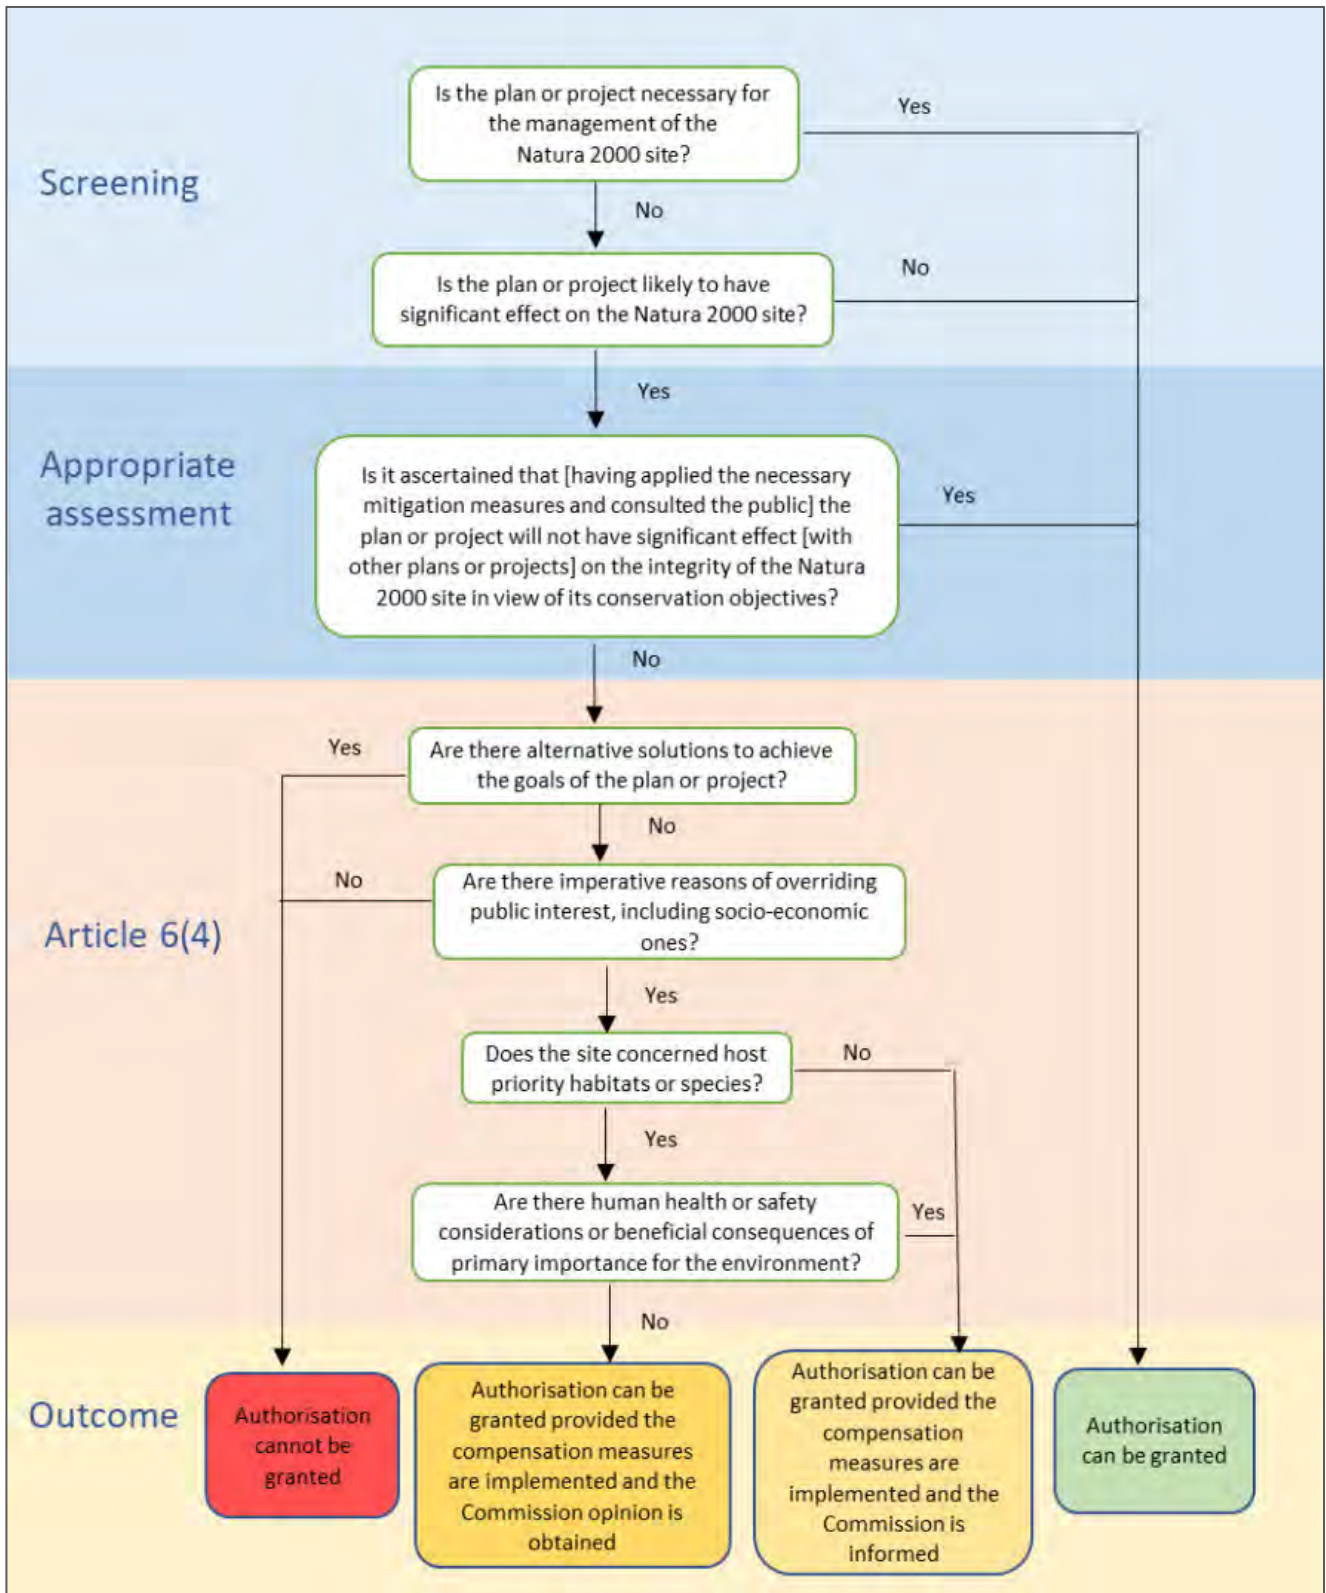 Is the plan or project necessary for
the management of the
Natura 2000 site?
Yes
Screening
No
Is the plan or project likely to have
significant effect on the Natura 2000 site?
No
Yes
Appropriate
assessment
Is it ascertained that [having applied the necessary
mitigation measures and consulted the public] the
plan or project will not have significant effect [with
other plans or projects] on the integrity of the Natura
2000 site in view of its conservation objectives?
Yes
No
Are there alternative solutions to achieve
the goals of the plan or project?
Yes
No
Article 6(4)
Are there imperative reasons of overriding
public interest, including socio-economic
ones?
No
Yes
Does the site concerned host
priority habitats or species?
No
Yes
Are there human health or safety
considerations or beneficial consequences of
primary importance for the environment?
Yes
No
Outcome
Authorisation
cannot be
granted
Authorisation can be
granted provided the
compensation measures
are implemented and the
Commission opinion is
obtained
Authorisation can be
granted provided the
compensation
measures are
implemented and the
Commission is
informed
Authorisation
can be granted